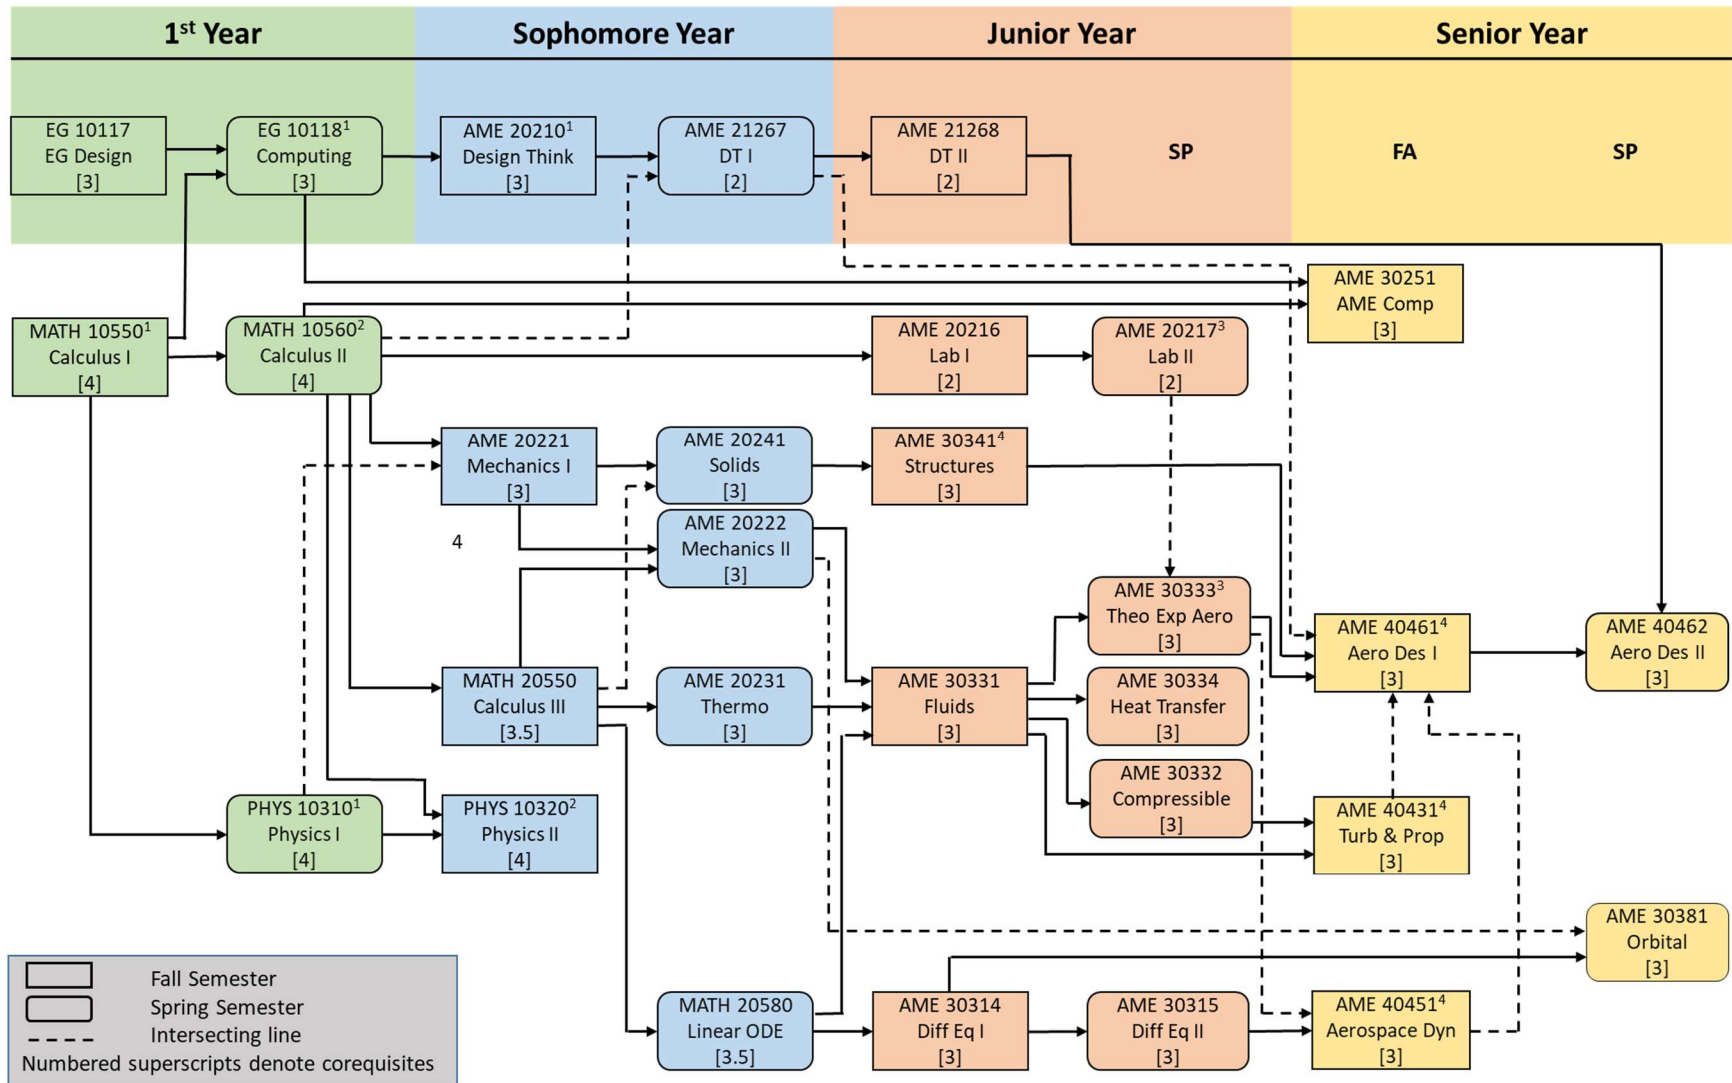 1st Year
Sophomore Year
Junior Year
Senior Year
EG 10117
EG Design
[3]
EG 101181
Computing
[3]
AME 202101
Design Think
[3]
AME 21267
DT I
[2]
AME 21268
DT II
[2]
SP
FA
SP
AME 30251
AME Comp
[3]
MATH 105501
Calculus I
[4]
MATH 105602
Calculus II
[4]
AME 20216
Lab I
[2]
AME 202173
Lab II
[2]
AME 20221
Mechanics I
[3]
AME 20241
Solids
[3]
AME 303414
Structures
[3]
4
AME 20222
Mechanics II
[3]
AME 303333
Theo Exp Aero
[3]
AME 404614
Aero Des I
[3]
AME 40462
Aero Des II
[3]
MATH 20550
Calculus III
[3.5]
AME 20231
Thermo
[3]
AME 30331
Fluids
[3]
AME 30334
Heat Transfer
[3]
AME 30332
Compressible
[3]
PHYS 103101
Physics I
[4]
PHYS 103202
Physics II
[4]
AME 404314
Turb & Prop
[3]
AME 30381
Orbital
[3]
MATH 20580
Linear ODE
[3.5]
AME 30314
Diff Eq I
[3]
AME 30315
Diff Eq II
[3]
AME 404514
Aerospace Dyn
[3]
Fall Semester
Spring Semester
Intersecting line
Numbered superscripts denote corequisites